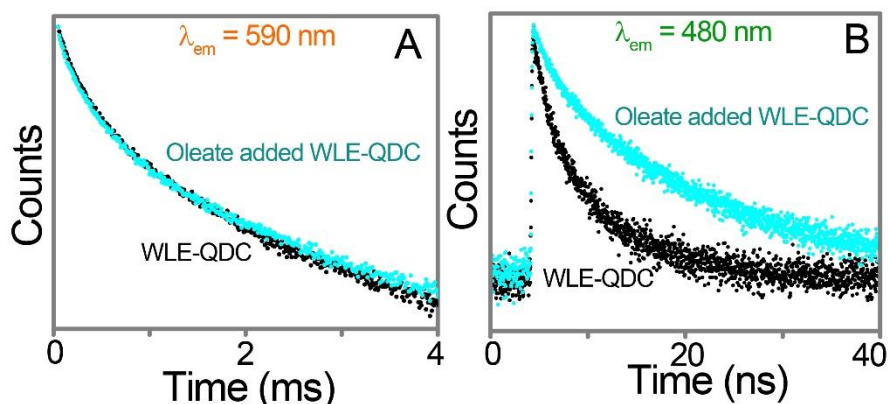 λem = 590 nm
A
Oleate added WLE-QDC
WLE-QDC
Counts
0
2
4
Time (ms)
λem = 480 nm
B
Oleate added WLE-QDC
WLE-QDC
Counts
0
20
40
Time (ns)